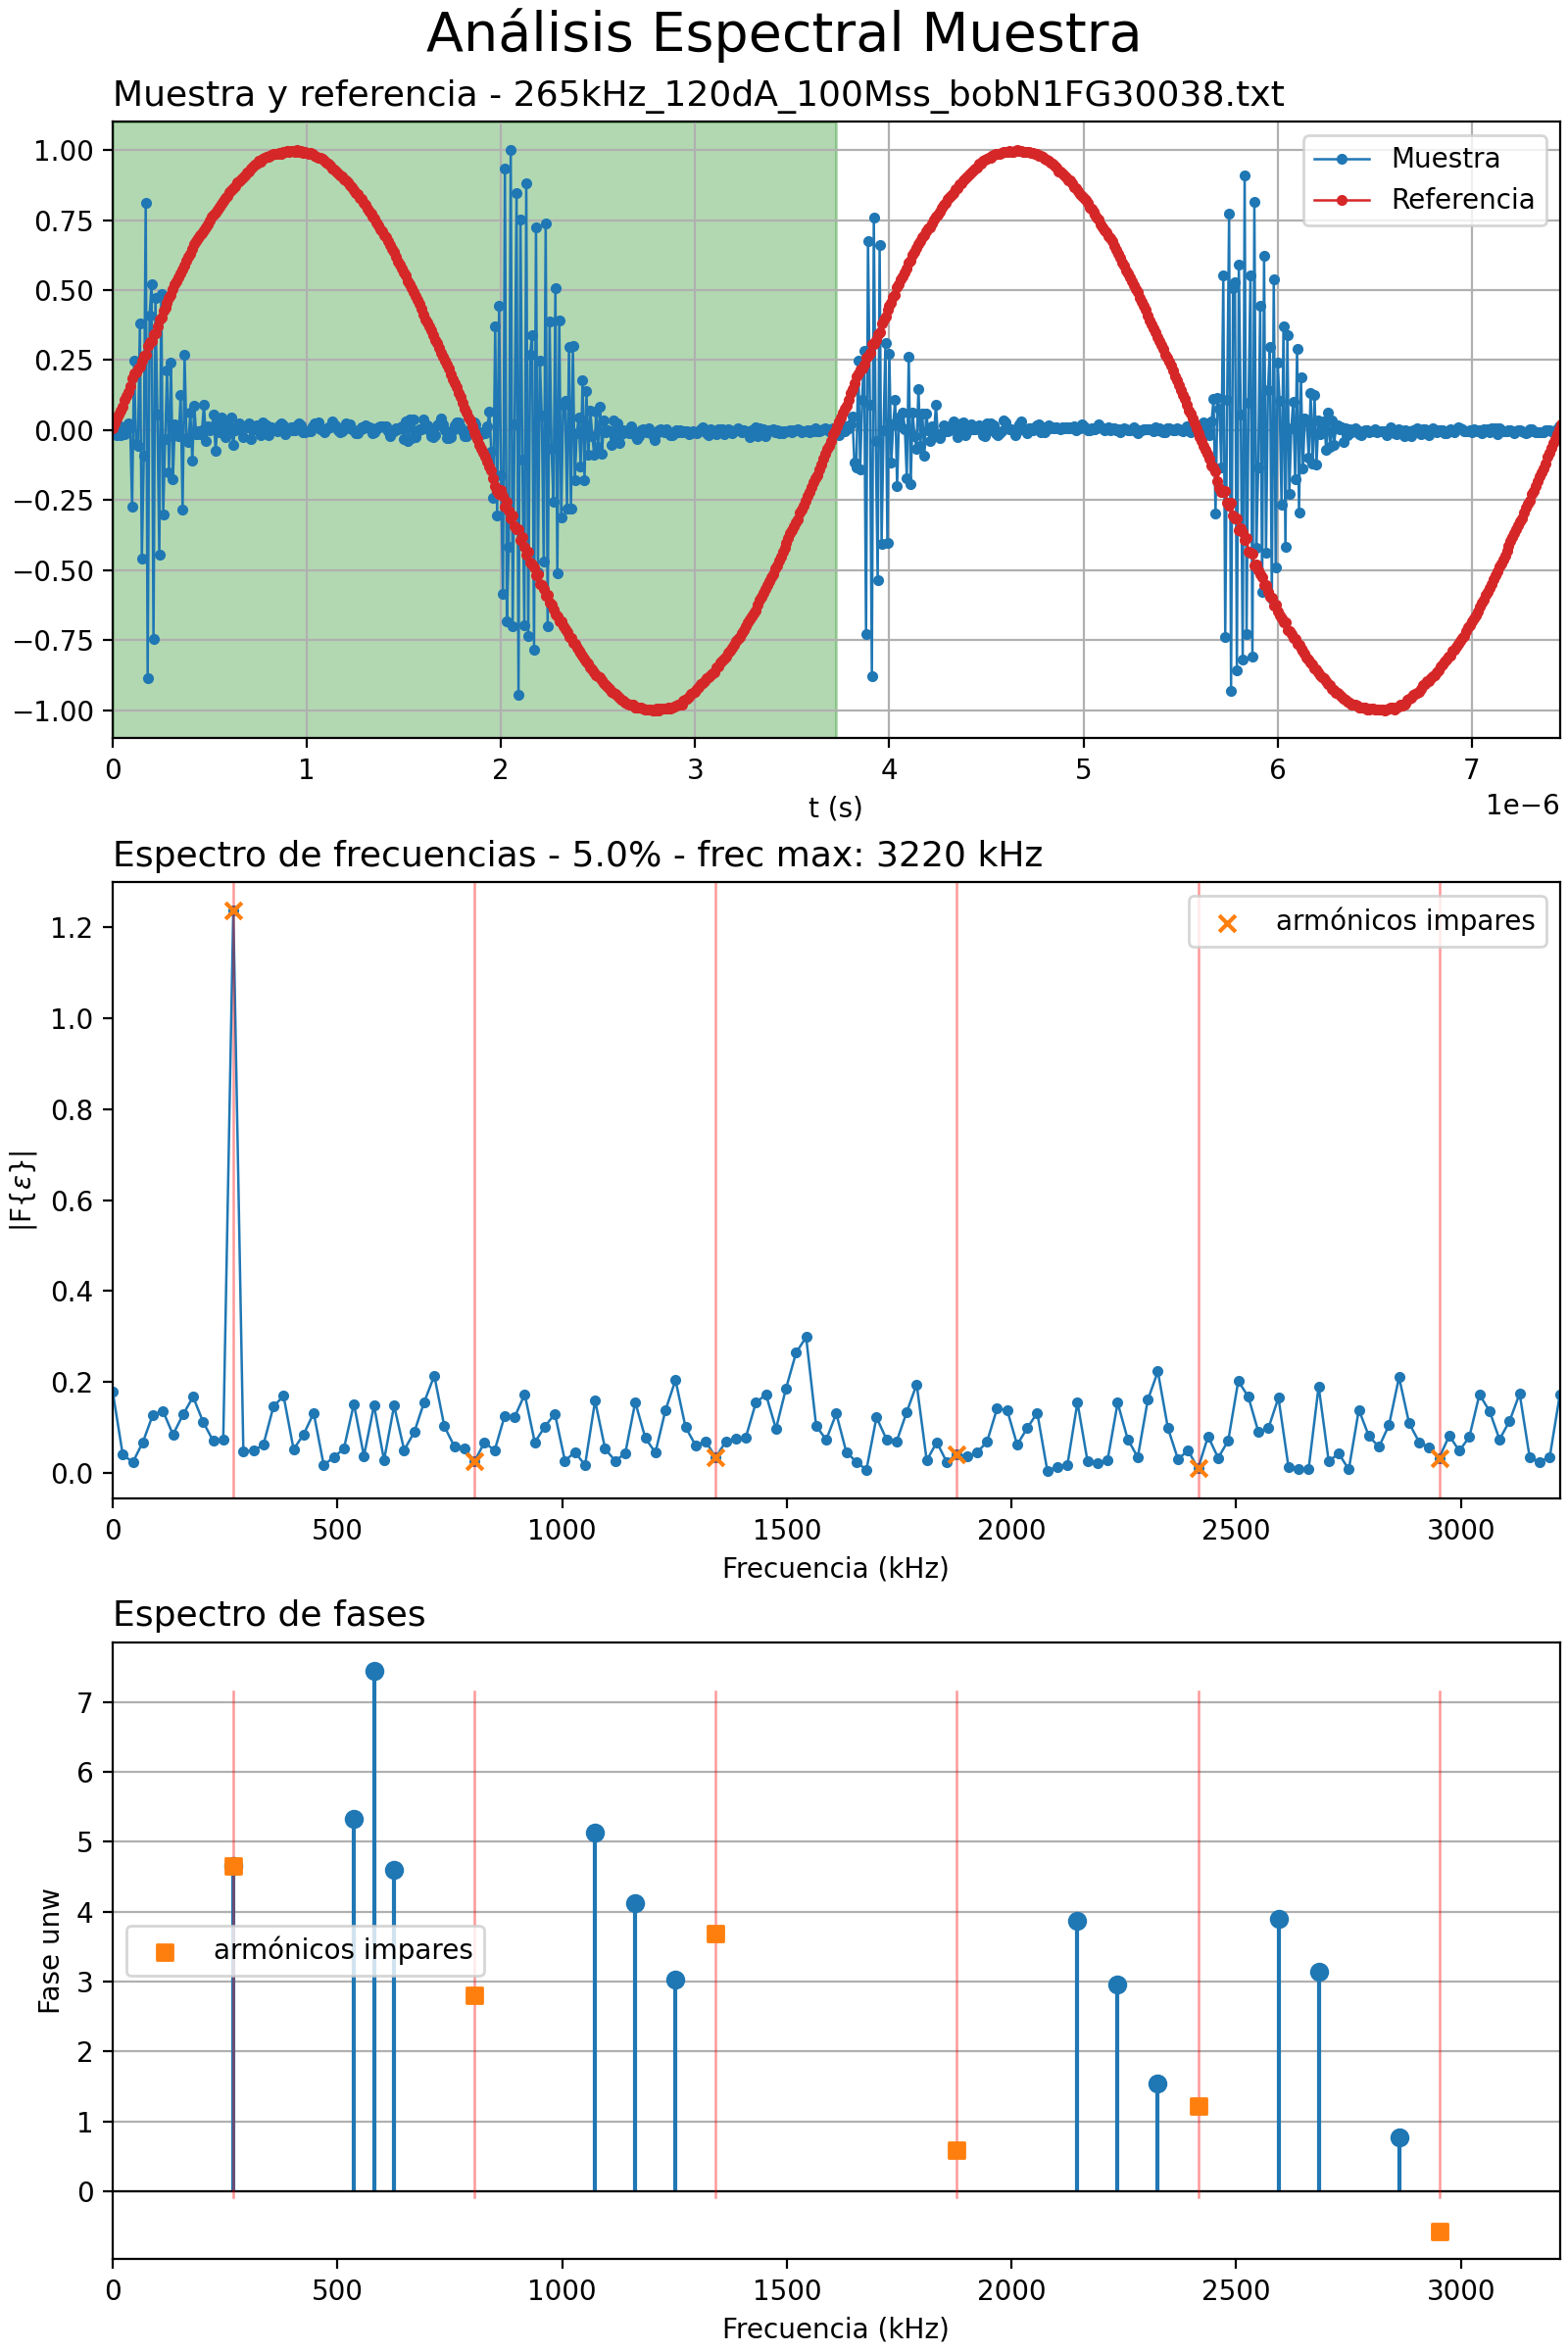 Análisis Espectral Muestra
Muestra y referencia - 265kHz_120dA_100Mss_bobN1FG30038.txt
1.00
0.75
0.50
0.25
0.00
−0.25
−0.50
−0.75
−1.00
Muestra
Referencia
0 1 2 3 4 5 6 7
t (s)
1e−6
Espectro de frecuencias - 5.0% - frec max: 3220 kHz
|F{ε}|
1.2
1.0
0.8
0.6
0.4
0.2
0.0
armónicos impares
0 500 1000 1500 2000 2500 3000
Frecuencia (kHz)
Espectro de fases
Fase unw
7
6
5
4
3
2
1
0
armónicos impares
0 500 1000 1500 2000 2500 3000
Frecuencia (kHz)